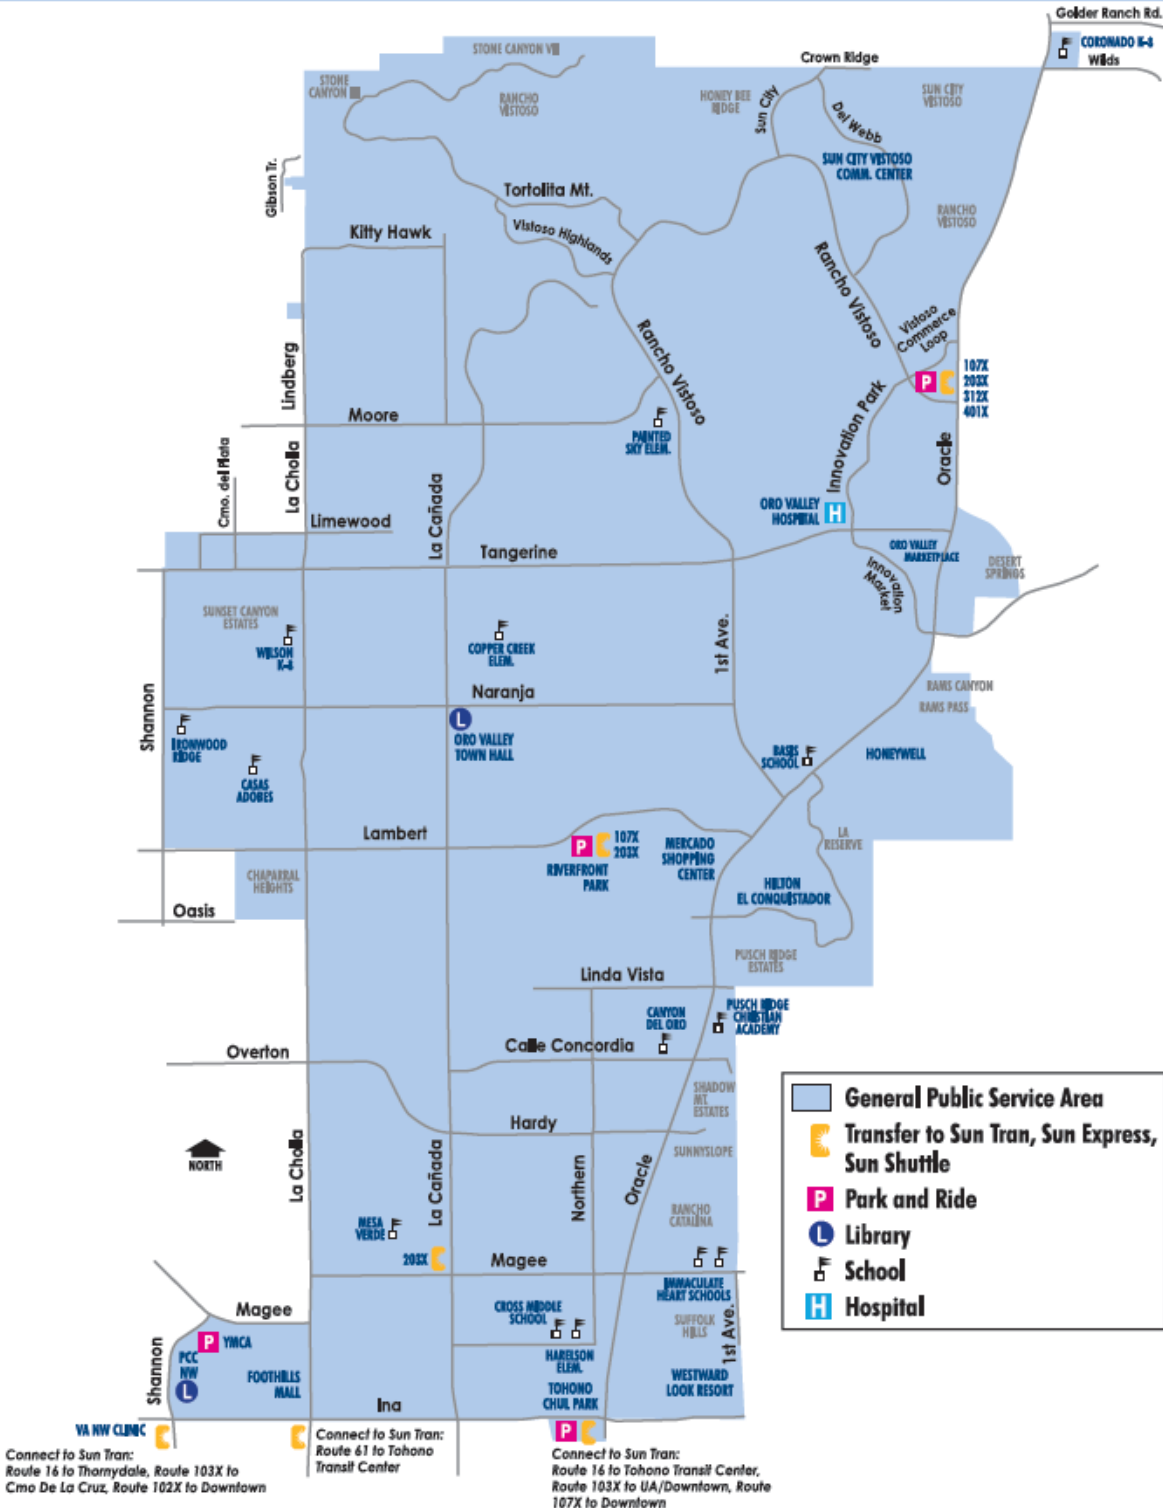 Golder Ranch Rd.
CORONADO K-8
Wilds
STONE CANYON VII
Crown Ridge
STONE
CANYON
RANCHO
VISTOSO
HONEY BEE
RIDGE
Sun City
Del Webb
SUN CITY
VISTOSO
SUN CITY VISTOSO
COMM. CENTER
Gibson Tr.
Tortolita Mt.
RANCHO
VISTOSO
Kitty Hawk
Vistoso Highlands
Rancho Vistoso
Rancho Vistoso
Vistoso
Commerce
Loop
Lindberg
P
107X
203X
312X
401X
Moore
PAINTED
SKY ELEM.
Innovation Park
Oracle
Cmo. del Plata
La Cholla
La Cañada
Limewood
ORO VALLEY
HOSPITAL
H
Tangerine
ORO VALLEY
MARKETPLACE
DESERT
SPRINGS
Innovation
Market
SUNSET CANYON
ESTATES
WILSON
K-8
COPPER CREEK
ELEM.
1st Ave.
Naranja
RAMS CANYON
RAMS PASS
Shannon
IRONWOOD
RIDGE
L
ORO VALLEY
TOWN HALL
BASIS
SCHOOL
HONEYWELL
CASAS
ADOBES
Lambert
P
107X
203X
RIVERFRONT
PARK
MERCADO
SHOPPING
CENTER
LA
RESERVE
CHAPARRAL
HEIGHTS
HILTON
EL CONQUISTADOR
Oasis
PUSCH RIDGE
ESTATES
Linda Vista
CANYON
DEL ORO
PUSCH RIDGE
CHRISTIAN
ACADEMY
Overton
Calle Concordia
SHADOW
MT.
ESTATES
Hardy
SUNNYSLOPE
NORTH
La Cholla
La Cañada
Northern
Oracle
RANCHO
CATALINA
MESA
VERDE
203X
Magee
IMMACULATE
HEART SCHOOLS
CROSS MIDDLE
SCHOOL
SUFFOLK
HILLS
1st Ave.
Magee
P
YMCA
PCC
NW
L
Shannon
FOOTHILLS
MALL
HARELSON
ELEM.
TOHONO
CHUL PARK
WESTWARD
LOOK RESORT
Ina
VA NW CLINIC
P
Connect to Sun Tran:
Route 16 to Thornydale, Route 103X to
Cmo De La Cruz, Route 102X to Downtown
Connect to Sun Tran:
Route 61 to Tohono
Transit Center
Connect to Sun Tran:
Route 16 to Tohono Transit Center,
Route 103X to UA/Downtown, Route
107X to Downtown
General Public Service Area
Transfer to Sun Tran, Sun Express,
Sun Shuttle
P Park and Ride
L Library
School
H Hospital